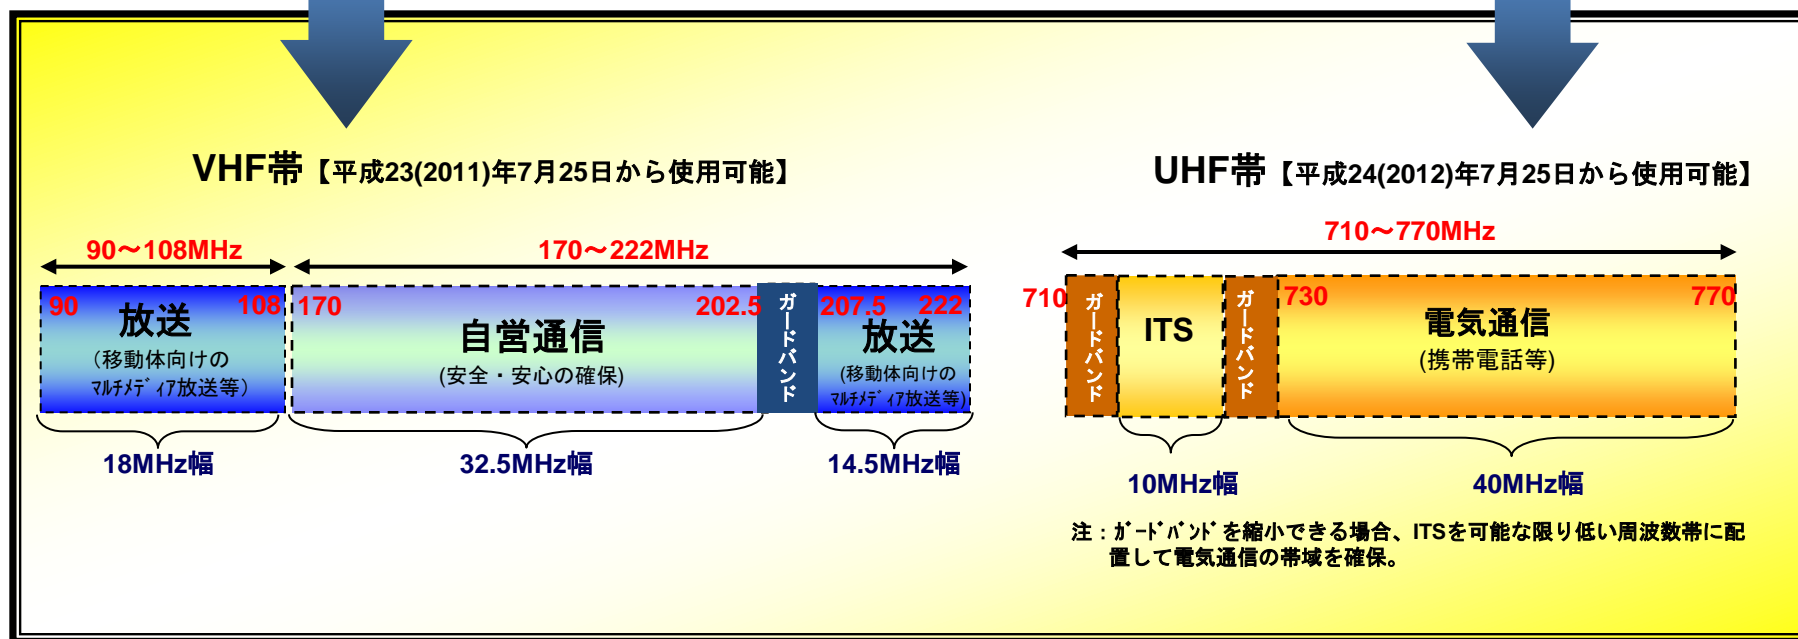 VHF帯【平成23(2011)年7月25日から使用可能】
90～108MHz
170～222MHz
90
放送
108
(移動体向けの
ﾏﾙﾁﾒﾃﾞｨｱ放送等)
170
自営通信
202.5
(安全・安心の確保)
ガードバンド
207.5
222
放送
(移動体向けの
ﾏﾙﾁﾒﾃﾞｨｱ放送等)
18MHz幅
32.5MHz幅
14.5MHz幅
UHF帯【平成24(2012)年7月25日から使用可能】
710～770MHz
710
ガードバンド
ITS
ガードバンド
730
770
電気通信
(携帯電話等)
10MHz幅
40MHz幅
注：ｶﾞｰﾄﾞﾊﾞﾝﾄﾞを縮小できる場合、ITSを可能な限り低い周波数帯に配
置して電気通信の帯域を確保。